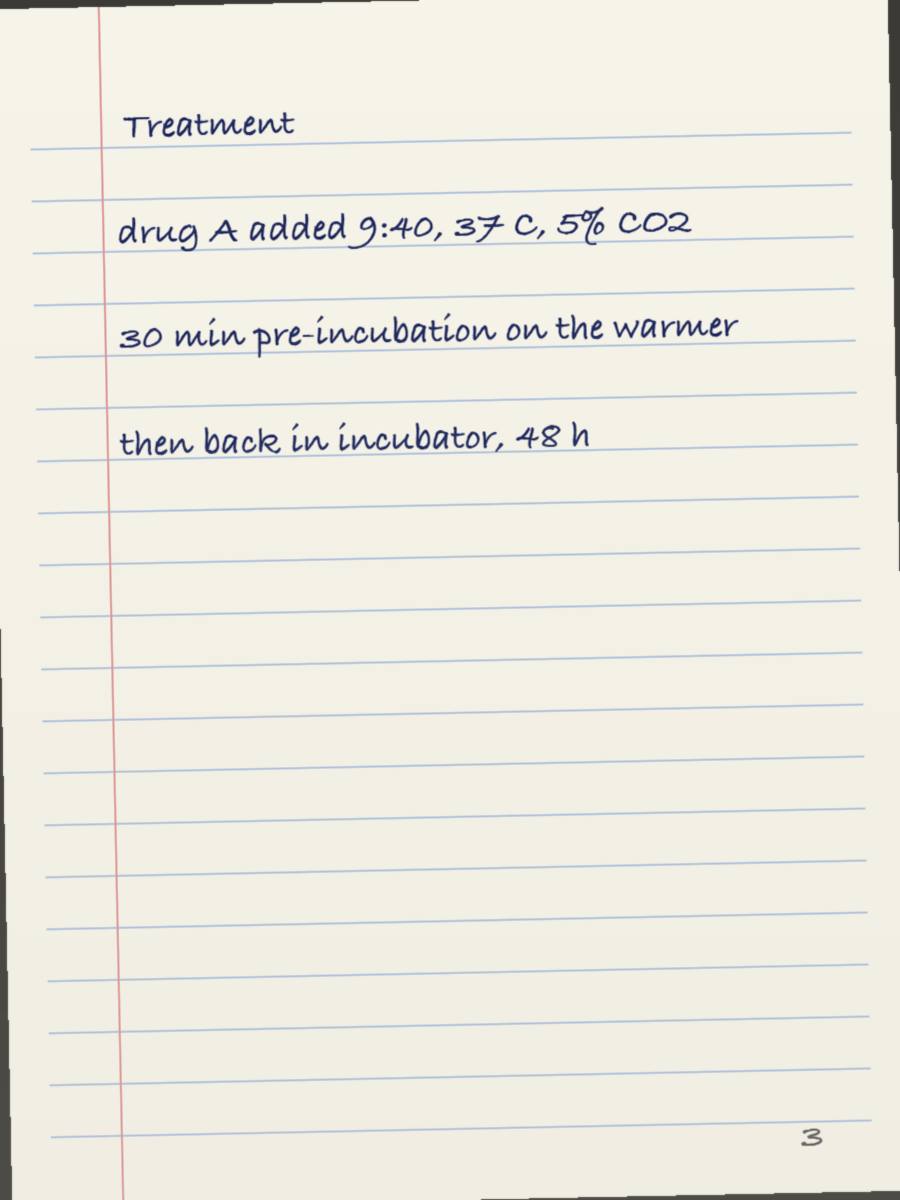 Treatment
drug A added 9:40, 37 C, 5% CO2
30 min pre-incubation on the warmer
then back in incubator, 48 h
3